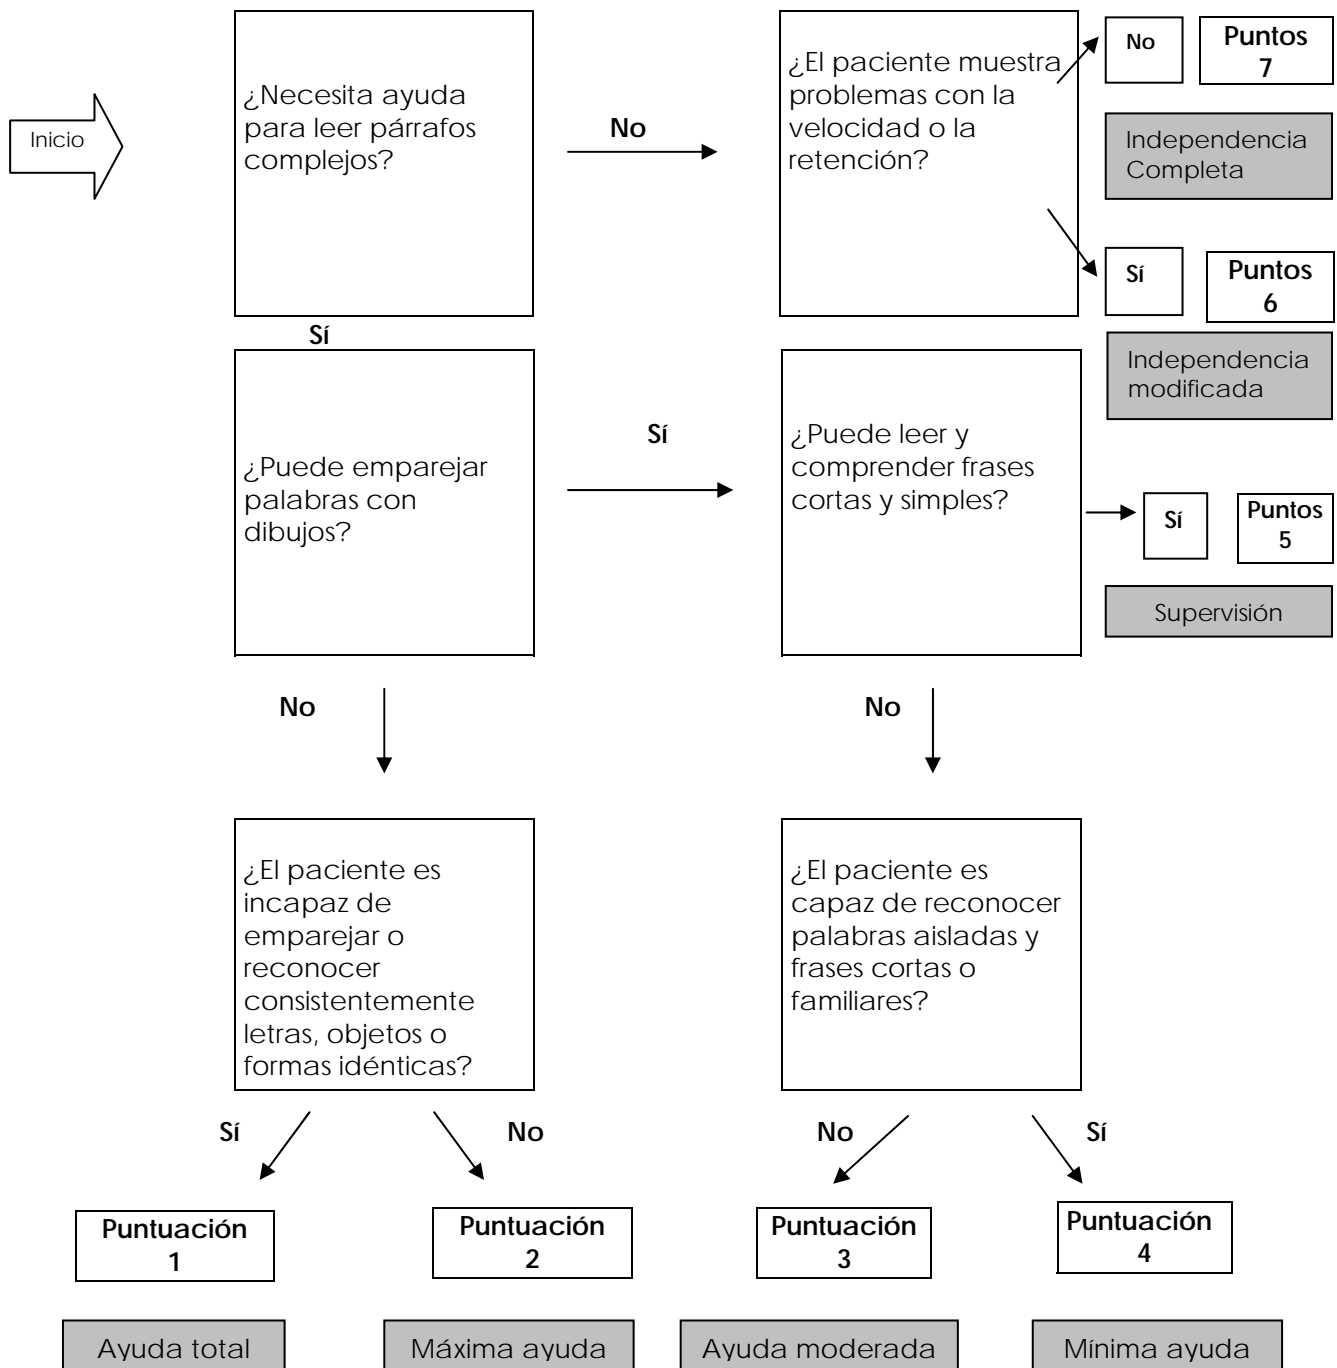 Inicio
¿Necesita ayuda
para leer párrafos
complejos?
No
¿El paciente muestra
problemas con la
velocidad o la
retención?
No
Puntos
7
Independencia
Completa
Sí
Puntos
6
Independencia
modificada
Sí
¿Puede emparejar
palabras con
dibujos?
Sí
¿Puede leer y
comprender frases
cortas y simples?
Sí
Puntos
5
Supervisión
No
No
¿El paciente es
incapaz de
emparejar o
reconocer
consistentemente
letras, objetos o
formas idénticas?
¿El paciente es
capaz de reconocer
palabras aisladas y
frases cortas o
familiares?
Sí
No
No
Sí
Puntuación
1
Puntuación
2
Puntuación
3
Puntuación
4
Ayuda total
Máxima ayuda
Ayuda moderada
Mínima ayuda